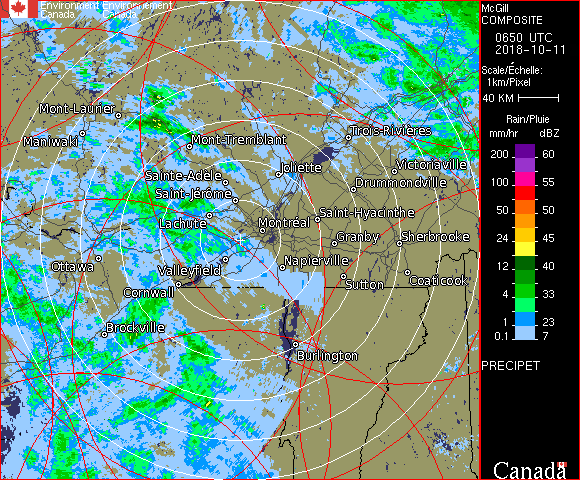 Environment Environnement
Canada Canada
McGill
COMPOSITE
0650 UTC
2018-10-11
Scale/Échelle:
1km/Pixel
40 KM
Rain/Pluie
mm/hr dBZ
200 60
100 55
50 50
24 45
12 40
4 33
1 23
0.1 7
PRECIPET
Canada
Mont-Laurier
Maniwaki
Mont-Tremblant
Trois-Rivières
Joliette
Victoriaville
Sainte-Adèle
Drummondville
Saint-Jérôme
Lachute
Montréal
Saint-Hyacinthe
Granby
Sherbrooke
Ottawa
Valleyfield
Napierville
Sutton
Coaticook
Cornwall
Brockville
Burlington